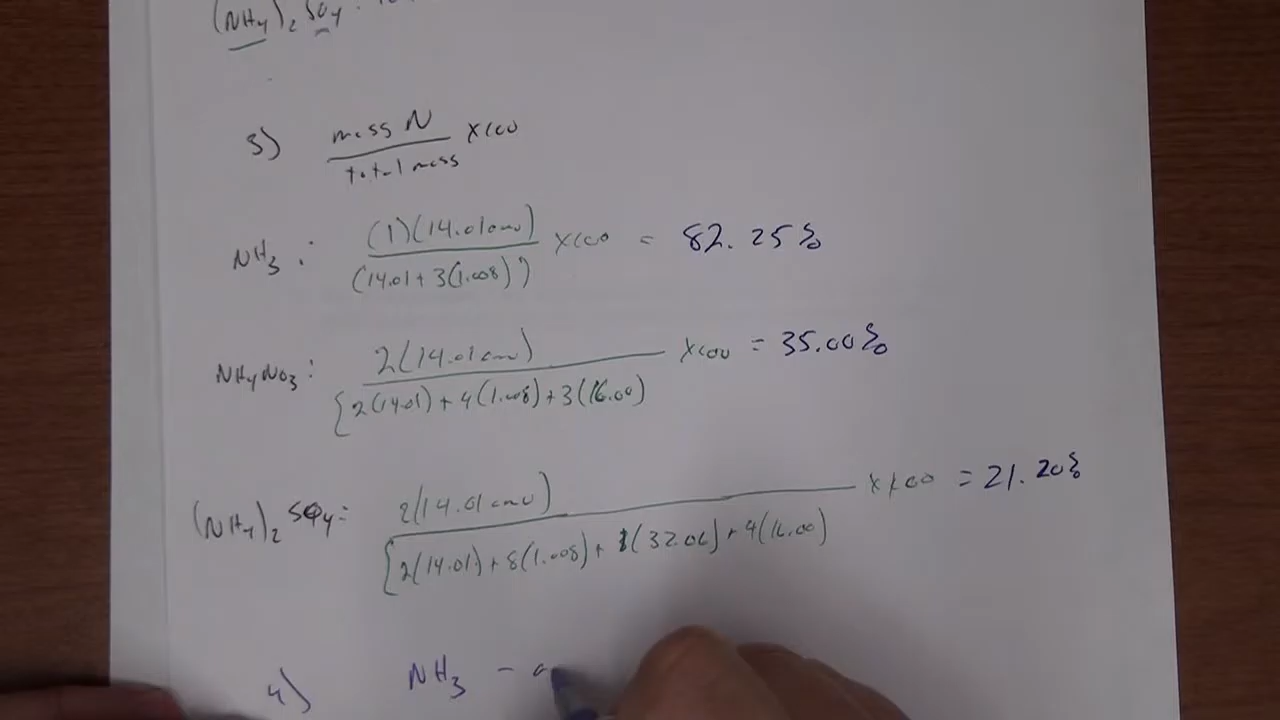 (NH4)2 SO4 :
3) mass N
total mass x100
NH3 : (1)(14.01amu)
(14.01+3(1.008)) x100 = 82.25%
NH4NO3 : 2(14.01amu)
{2(14.01)+4(1.008)+3(16.00) x100 = 35.00%
(NH4)2 SO4 : 2(14.01amu)
{2(14.01)+8(1.008)+1(32.06)+4(16.00) x100 = 21.20%
4) NH3 -